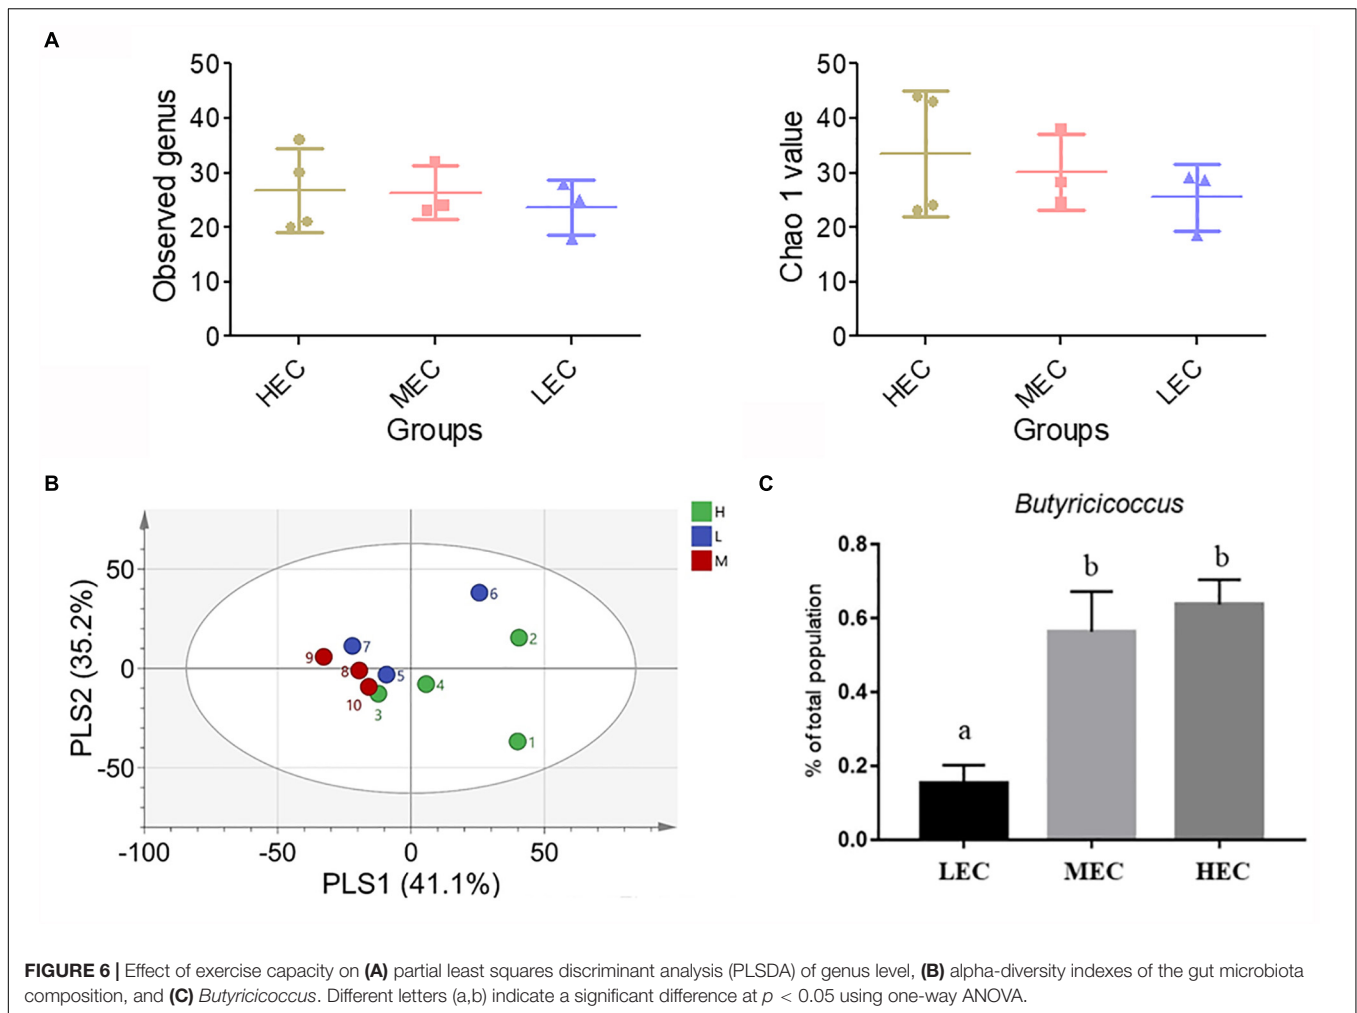 A
50
40
30
20
10
0
Observed genus
HEC
MEC
LEC
Groups
50
40
30
20
10
0
Chao 1 value
HEC
MEC
LEC
Groups
B
H
L
M
50
0
-50
PLS2 (35.2%)
6
2
7
9
8
5
4
10
3
1
-100
-50
0
50
PLS1 (41.1%)
C
Butyricicoccus
0.8
0.6
0.4
0.2
0.0
% of total population
a
b
b
LEC
MEC
HEC
FIGURE 6 | Effect of exercise capacity on (A) partial least squares discriminant analysis (PLSDA) of genus level, (B) alpha-diversity indexes of the gut microbiota
composition, and (C) Butyricicoccus. Different letters (a,b) indicate a significant difference at p < 0.05 using one-way ANOVA.